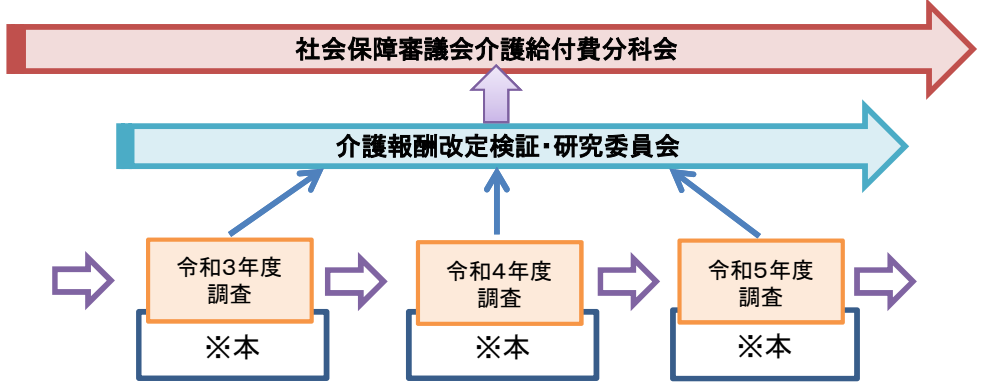 社会保障審議会介護給付費分科会
介護報酬改定検証・研究委員会
令和３年度
調査
※本
令和４年度
調査
※本
令和５年度
調査
※本